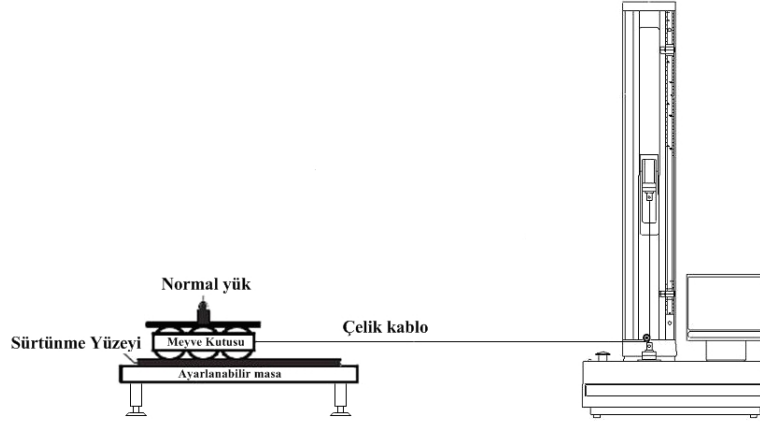 Normal yük
Çelik kablo
Sürtünme Yüzeyi
Meyve Kutusu
Ayarlanabilir masa